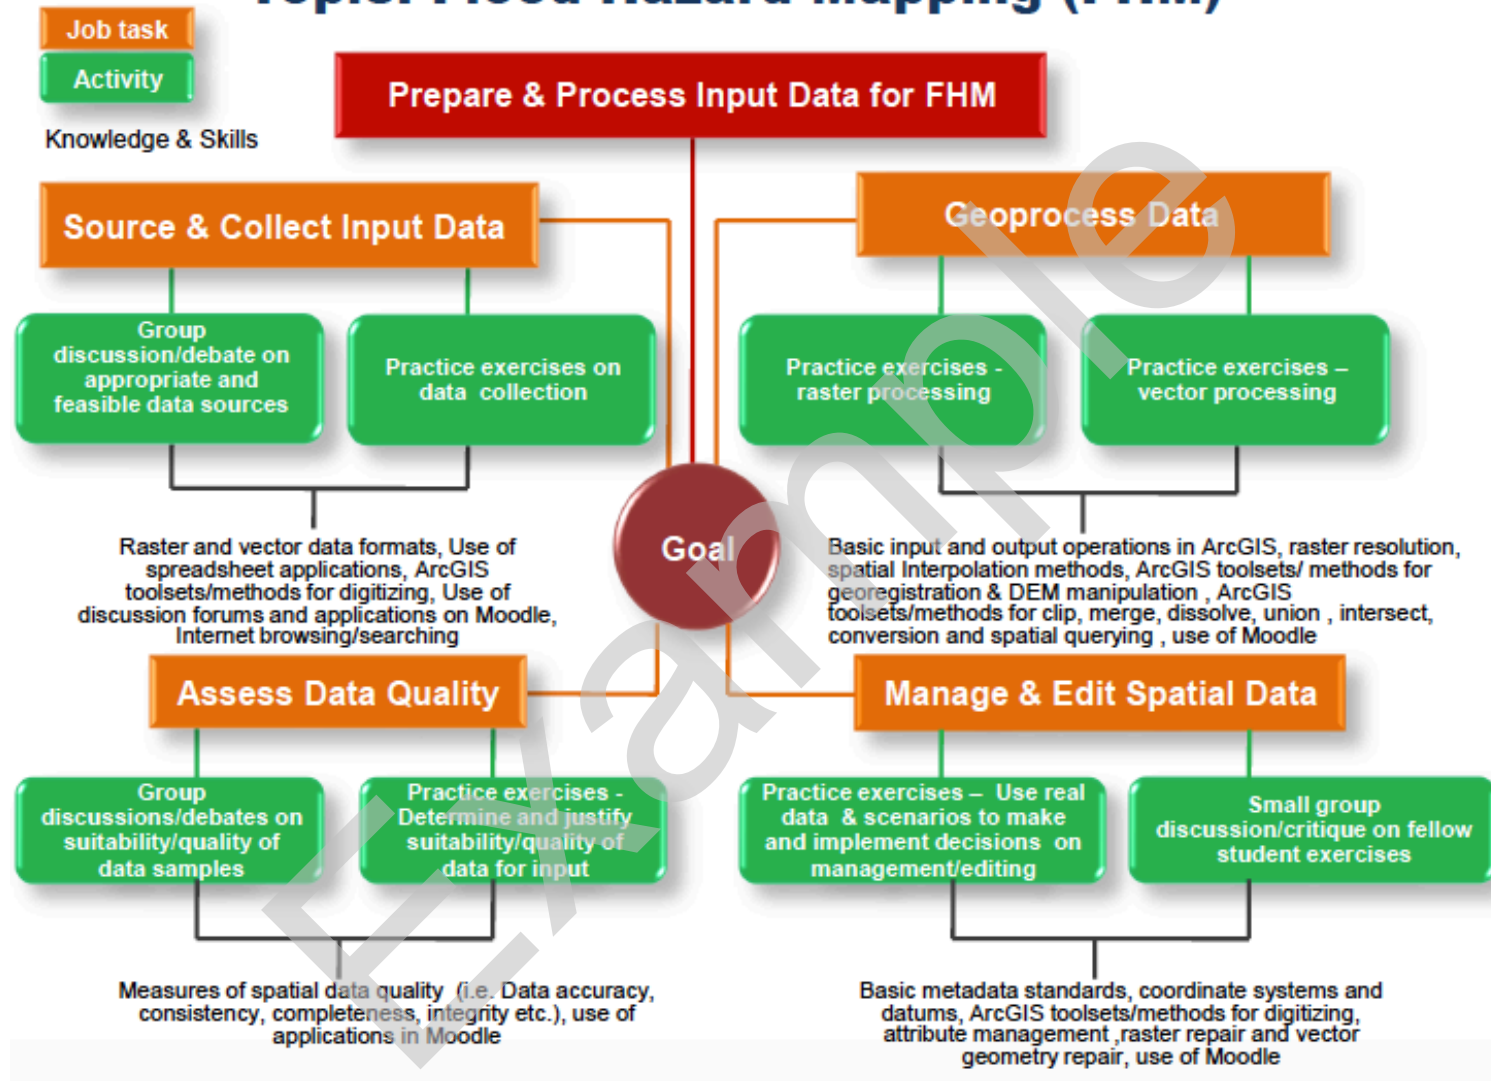 Topic: Flood Hazard Mapping (FHM)
Job task
Activity
Knowledge & Skills
Prepare & Process Input Data for FHM
Source & Collect Input Data
Geoprocess Data
Group
discussion/debate on
appropriate and
feasible data sources
Practice exercises on
data collection
Practice exercises -
raster processing
Practice exercises –
vector processing
Raster and vector data formats, Use of
spreadsheet applications, ArcGIS
toolsets/methods for digitizing, Use of
discussion forums and applications on Moodle,
Internet browsing/searching
Goal
Basic input and output operations in ArcGIS, raster resolution,
spatial Interpolation methods, ArcGIS toolsets/ methods for
georegistration & DEM manipulation , ArcGIS
toolsets/methods for clip, merge, dissolve, union , intersect,
conversion and spatial querying , use of Moodle
Assess Data Quality
Manage & Edit Spatial Data
Group
discussions/debates on
suitability/quality of
data samples
Practice exercises -
Determine and justify
suitability/quality of
data for input
Practice exercises – Use real
data & scenarios to make
and implement decisions on
management/editing
Small group
discussion/critique on fellow
student exercises
Measures of spatial data quality (i.e. Data accuracy,
consistency, completeness, integrity etc.), use of
applications in Moodle
Basic metadata standards, coordinate systems and
datums, ArcGIS toolsets/methods for digitizing,
attribute management ,raster repair and vector
geometry repair, use of Moodle
Example